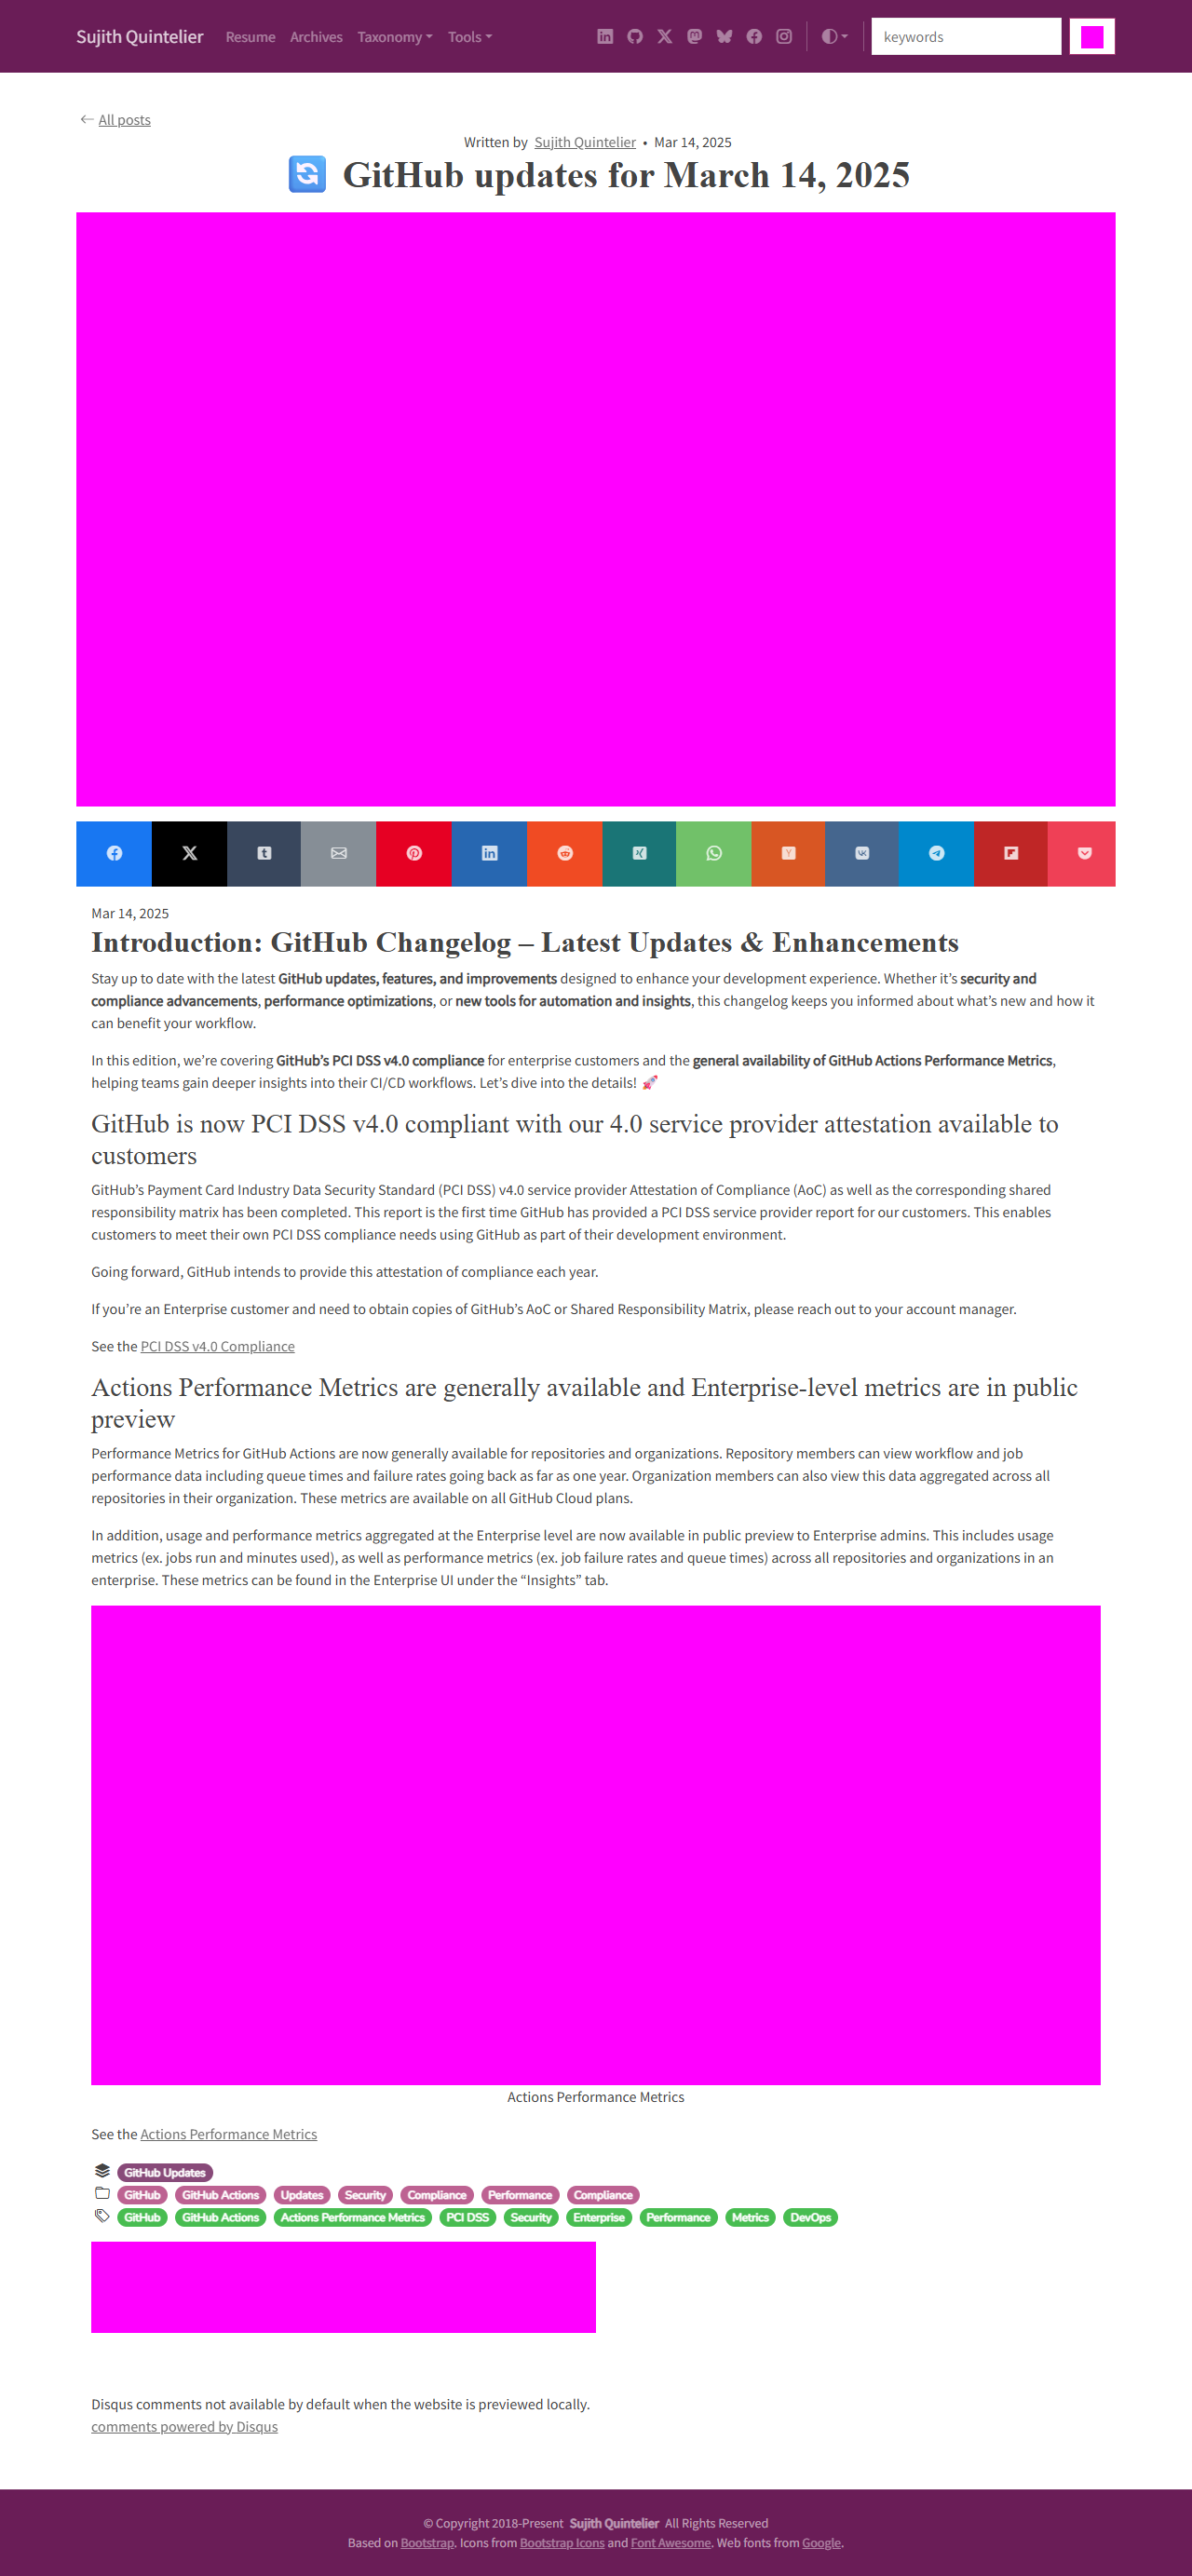 Sujith Quintelier Resume Archives Taxonomy Tools keywords
All posts
Written by Sujith Quintelier • Mar 14, 2025
🔄 GitHub updates for March 14, 2025
Mar 14, 2025
Introduction: GitHub Changelog – Latest Updates & Enhancements
Stay up to date with the latest GitHub updates, features, and improvements designed to enhance your development experience. Whether it’s security and
compliance advancements, performance optimizations, or new tools for automation and insights, this changelog keeps you informed about what’s new and how it
can benefit your workflow.
In this edition, we’re covering GitHub’s PCI DSS v4.0 compliance for enterprise customers and the general availability of GitHub Actions Performance Metrics,
helping teams gain deeper insights into their CI/CD workflows. Let’s dive into the details! 🚀
GitHub is now PCI DSS v4.0 compliant with our 4.0 service provider attestation available to
customers
GitHub’s Payment Card Industry Data Security Standard (PCI DSS) v4.0 service provider Attestation of Compliance (AoC) as well as the corresponding shared
responsibility matrix has been completed. This report is the first time GitHub has provided a PCI DSS service provider report for our customers. This enables
customers to meet their own PCI DSS compliance needs using GitHub as part of their development environment.
Going forward, GitHub intends to provide this attestation of compliance each year.
If you’re an Enterprise customer and need to obtain copies of GitHub’s AoC or Shared Responsibility Matrix, please reach out to your account manager.
See the PCI DSS v4.0 Compliance
Actions Performance Metrics are generally available and Enterprise-level metrics are in public
preview
Performance Metrics for GitHub Actions are now generally available for repositories and organizations. Repository members can view workflow and job
performance data including queue times and failure rates going back as far as one year. Organization members can also view this data aggregated across all
repositories in their organization. These metrics are available on all GitHub Cloud plans.
In addition, usage and performance metrics aggregated at the Enterprise level are now available in public preview to Enterprise admins. This includes usage
metrics (ex. jobs run and minutes used), as well as performance metrics (ex. job failure rates and queue times) across all repositories and organizations in an
enterprise. These metrics can be found in the Enterprise UI under the “Insights” tab.
Actions Performance Metrics
See the Actions Performance Metrics
GitHub Updates
GitHub GitHub Actions Updates Security Compliance Performance Compliance
GitHub GitHub Actions Actions Performance Metrics PCI DSS Security Enterprise Performance Metrics DevOps
Disqus comments not available by default when the website is previewed locally.
comments powered by Disqus
© Copyright 2018-Present Sujith Quintelier All Rights Reserved
Based on Bootstrap. Icons from Bootstrap Icons and Font Awesome. Web fonts from Google.